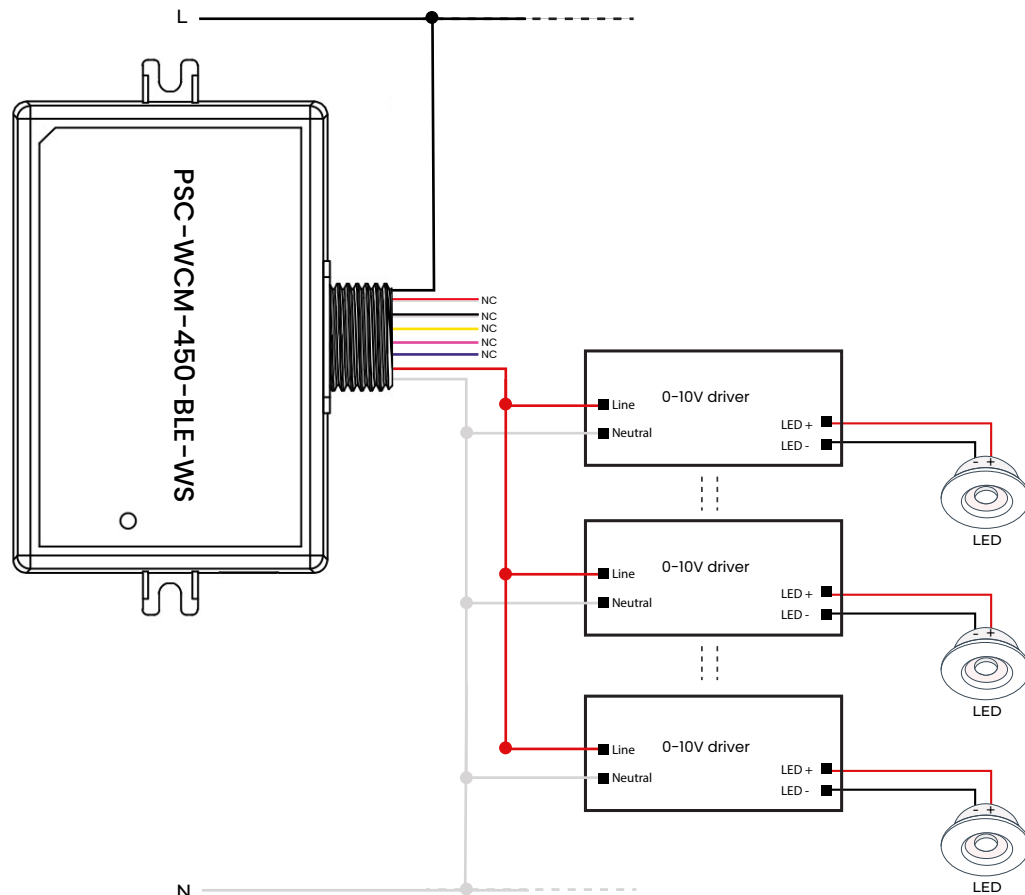 L
PSC-WCM-450-BLE-WS
NC
NC
NC
NC
NC
0-10V driver
Line
Neutral
LED +
LED -
- +
LED
0-10V driver
Line
Neutral
LED +
LED -
- +
LED
0-10V driver
Line
Neutral
LED +
LED -
- +
LED
N